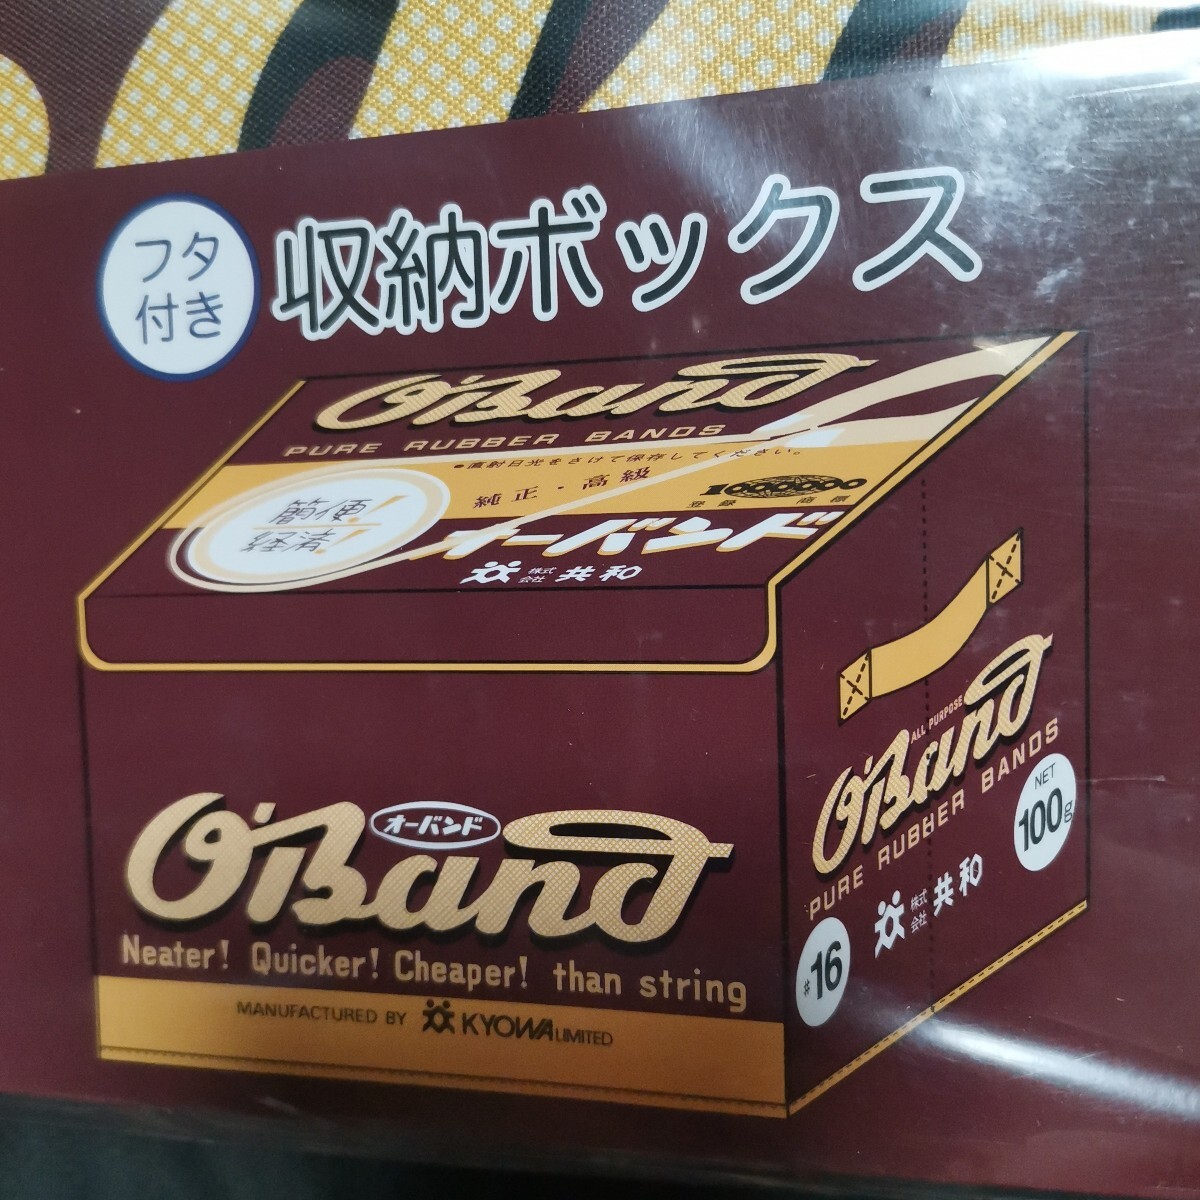 フタ
付き
収納ボックス
O'Band
PURE RUBBER BANDS
●直射日光をさけて保存してください。
純正・高級
1000000
登録 商標
簡便!
経済!
オーバンド
株式
会社
共和
オーバンド
O'Band
Neater! Quicker! Cheaper! than string
MANUFACTURED BY KYOWA LIMITED
ALL PURPOSE
O'Band
PURE RUBBER BANDS
NET
100g
株式
会社
共和
#16